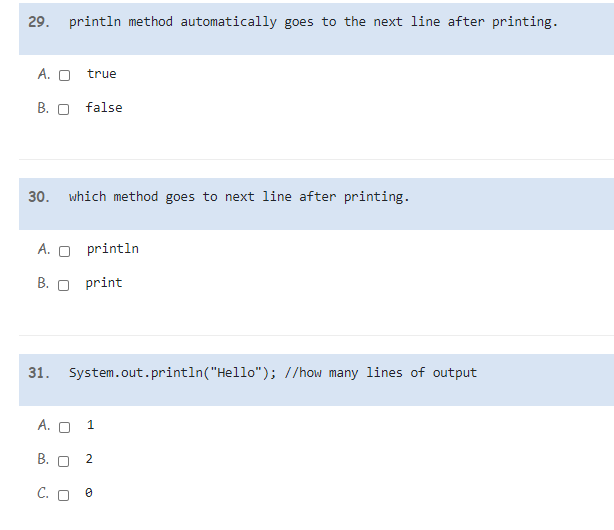 29. println method automatically goes to the next line after printing.
A. true
B. false
30. which method goes to next line after printing.
A. println
B. print
31. System.out.println("Hello"); //how many lines of output
A. 1
B. 2
C. 0